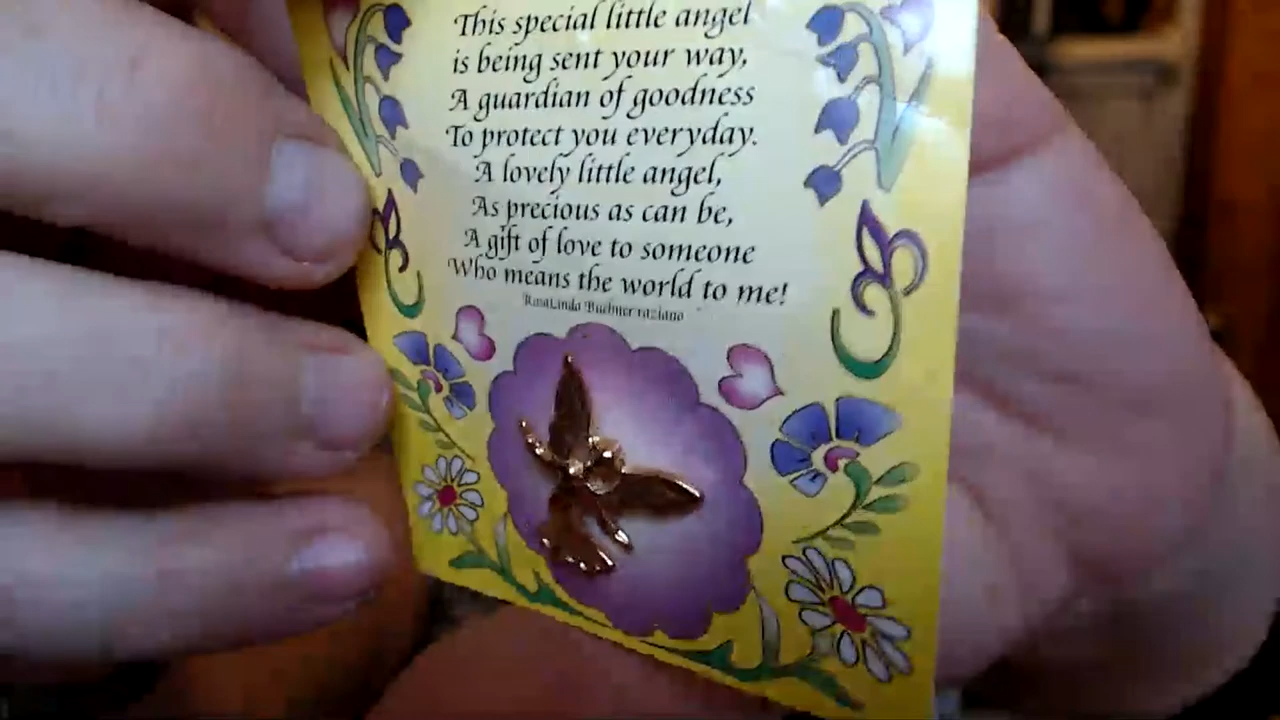 This special little angel
is being sent your way,
A guardian of goodness
To protect you everyday.
A lovely little angel,
As precious as can be,
A gift of love to someone
Who means the world to me!